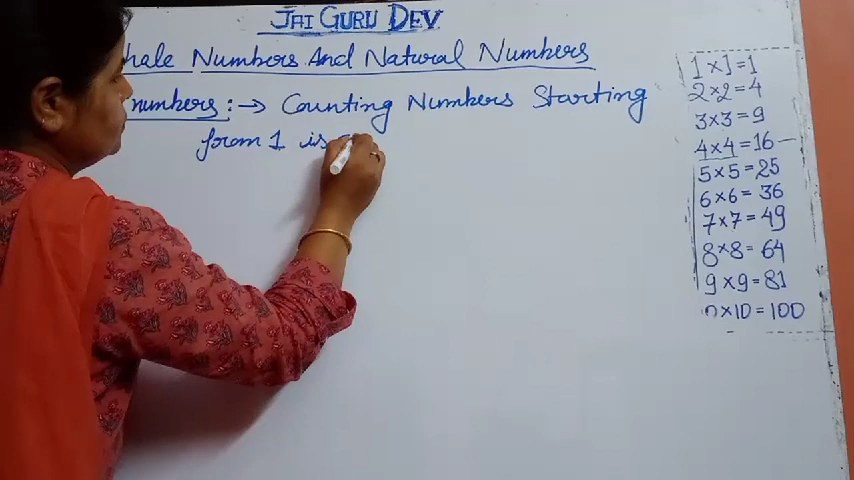 JAI GURU DEV
hale Numbers And Natural Numbers
numbers :→ Counting Numbers Starting
from 1 is
1×1=1
2×2=4
3×3=9
4×4=16
5×5=25
6×6=36
7×7=49
8×8=64
9×9=81
0×10=100